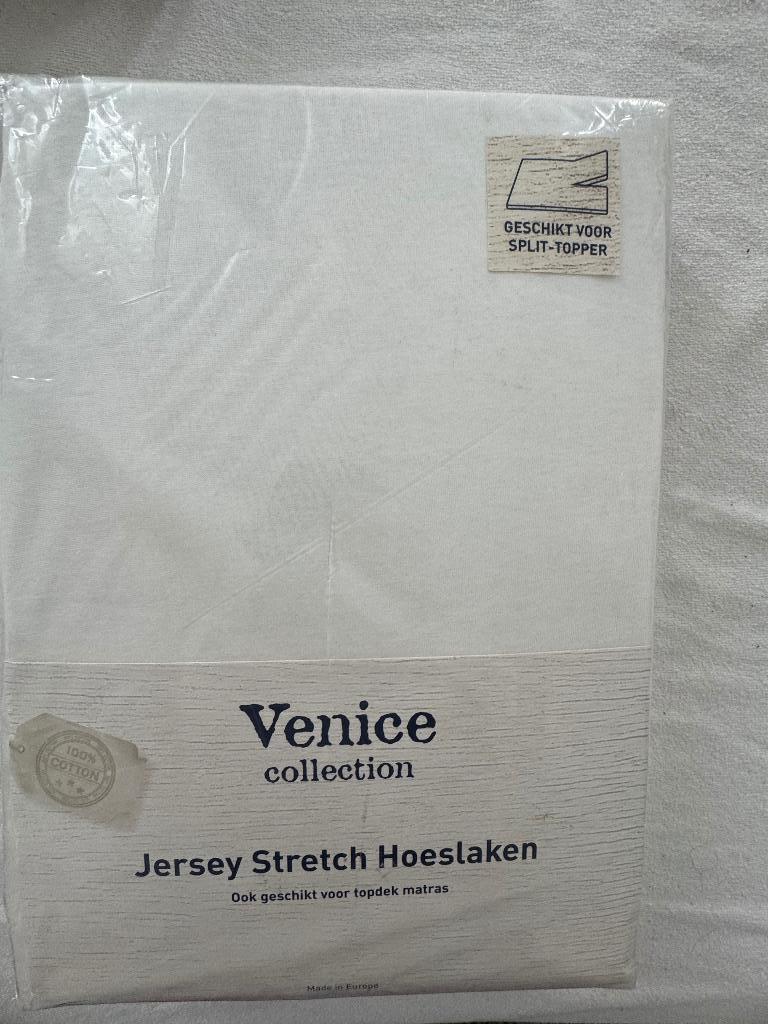 GESCHIKT VOOR
SPLIT-TOPPER
Venice
collection
100%
COTTON
Jersey Stretch Hoeslaken
Ook geschikt voor topdek matras
Made in Europe